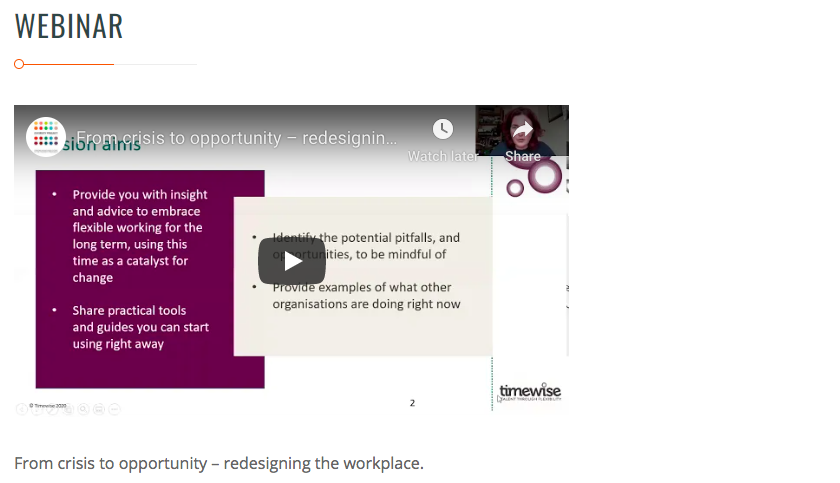 WEBINAR
From crisis to opportunity – redesignin...
sion aims
Watch later
Share
• Provide you with insight
and advice to embrace
flexible working for the
long term, using this
time as a catalyst for
change
• Share practical tools
and guides you can start
using right away
• Identify the potential pitfalls, and
opportunities, to be mindful of
• Provide examples of what other
organisations are doing right now
timewise
TALENT THROUGH FLEXIBILITY
© Timewise 2020
2
From crisis to opportunity – redesigning the workplace.